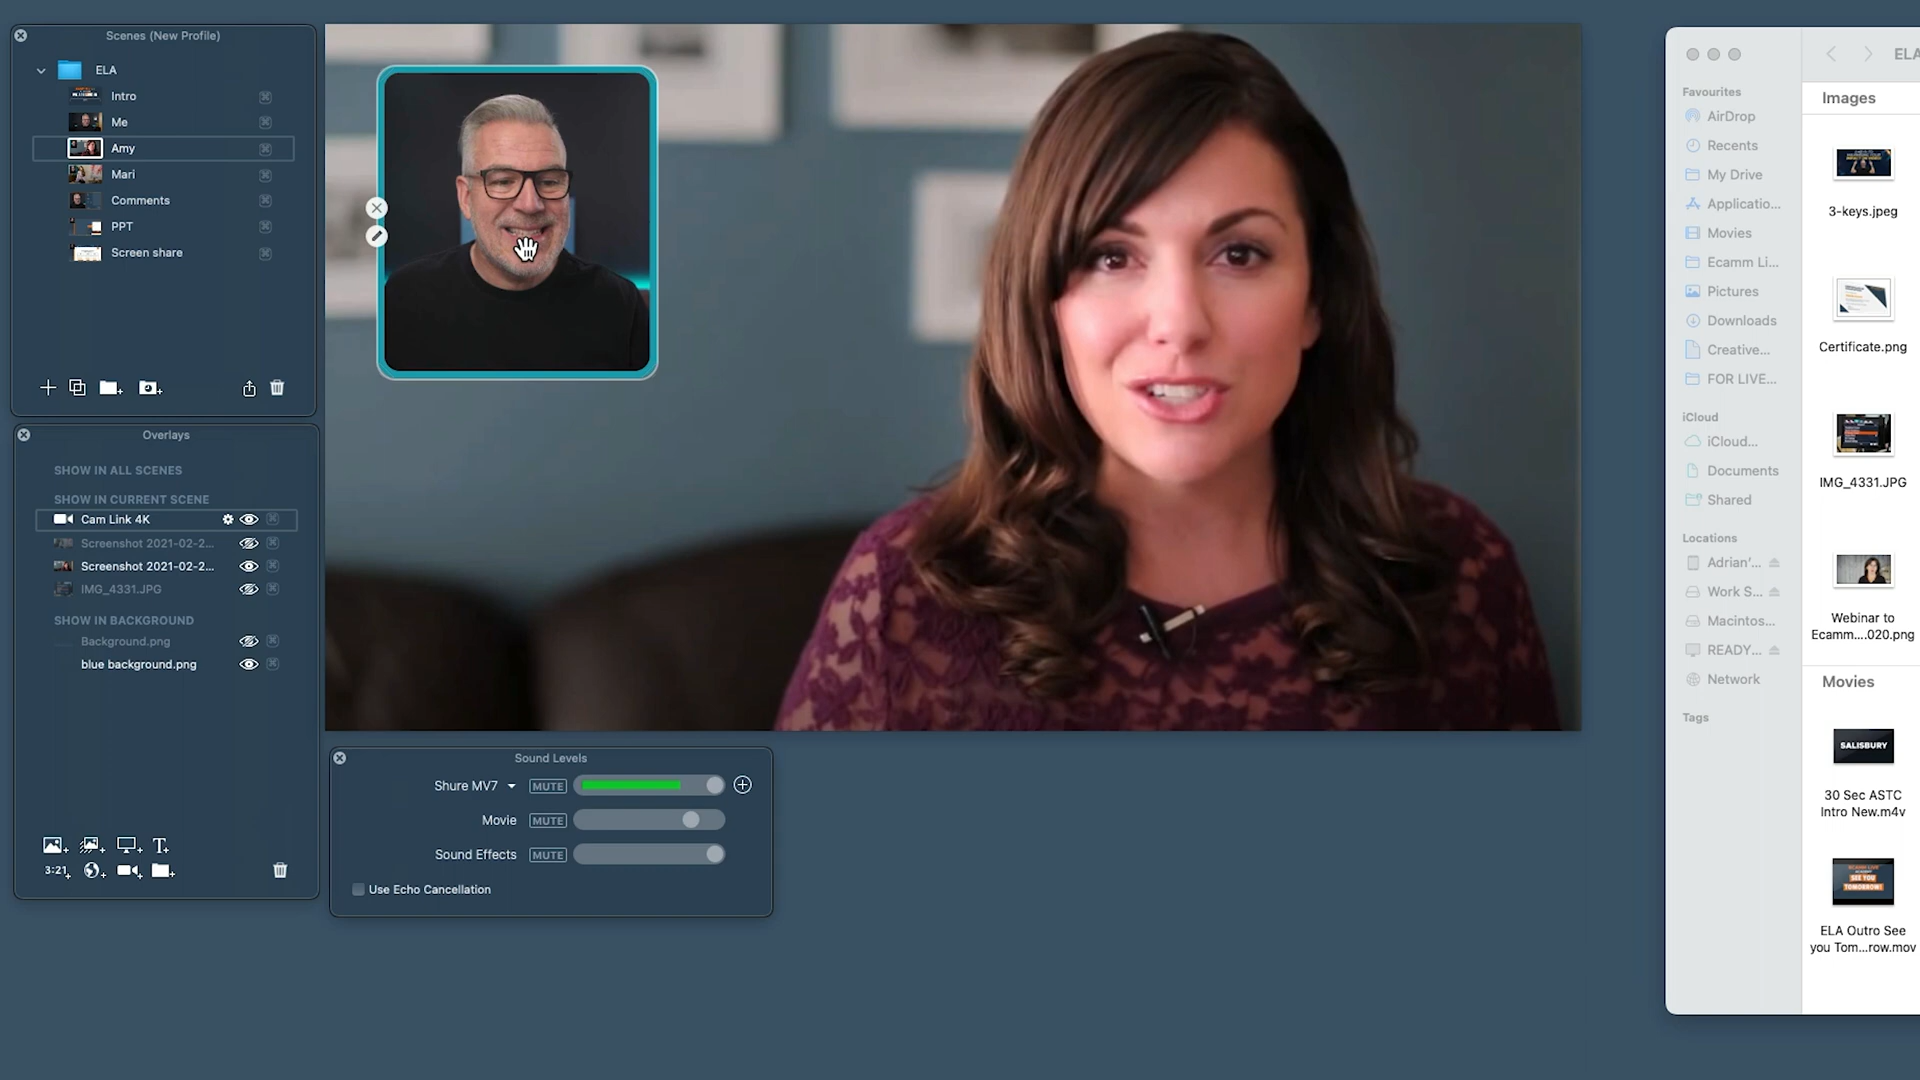 Scenes (New Profile)
ELA
Intro
Me
Amy
Mari
Comments
PPT
Screen share
Overlays
SHOW IN ALL SCENES
SHOW IN CURRENT SCENE
Cam Link 4K
Screenshot 2021-02-2...
Screenshot 2021-02-2...
IMG_4331.JPG
SHOW IN BACKGROUND
Background.png
blue background.png
3:21
Sound Levels
Shure MV7
MUTE
Movie
MUTE
Sound Effects
MUTE
Use Echo Cancellation
ELA
Favourites
AirDrop
Recents
My Drive
Applicatio...
Movies
Ecamm Li...
Pictures
Downloads
Creative...
FOR LIVE...
iCloud
iCloud...
Documents
Shared
Locations
Adrian'...
Work S...
Macintos...
READY...
Network
Tags
Images
3-keys.jpeg
Certificate.png
IMG_4331.JPG
Webinar to
Ecamm....020.png
Movies
SALISBURY
30 Sec ASTC
Intro New.m4v
SEE YOU
TOMORROW!
ELA Outro See
you Tom...row.mov